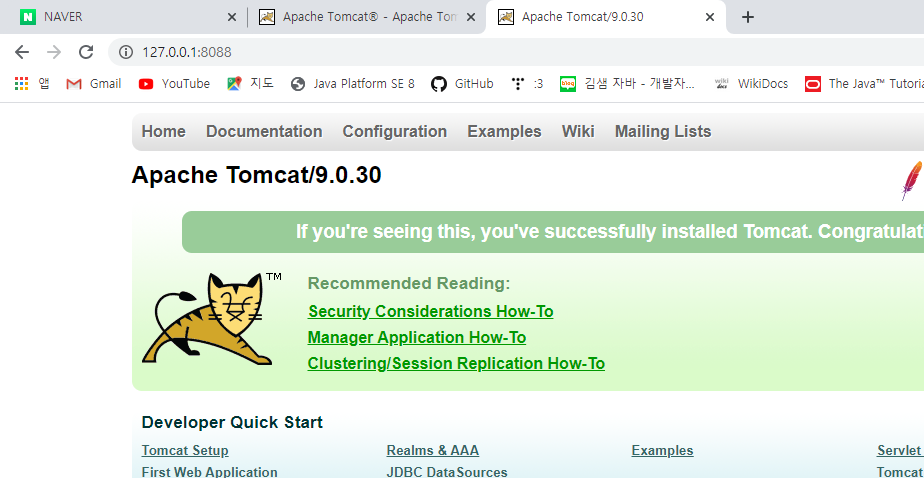 NAVER
Apache Tomcat® - Apache Tom
Apache Tomcat/9.0.30
127.0.0.1:8088
앱 Gmail YouTube 지도 Java Platform SE 8 GitHub :3 blog 김샘 자바 - 개발자... wiki docs WikiDocs The Java™ Tutoria
Home Documentation Configuration Examples Wiki Mailing Lists
Apache Tomcat/9.0.30
If you're seeing this, you've successfully installed Tomcat. Congratulat
TM
Recommended Reading:
Security Considerations How-To
Manager Application How-To
Clustering/Session Replication How-To
Developer Quick Start
Tomcat Setup Realms & AAA Examples Servlet
First Web Application JDBC DataSources Tomcat